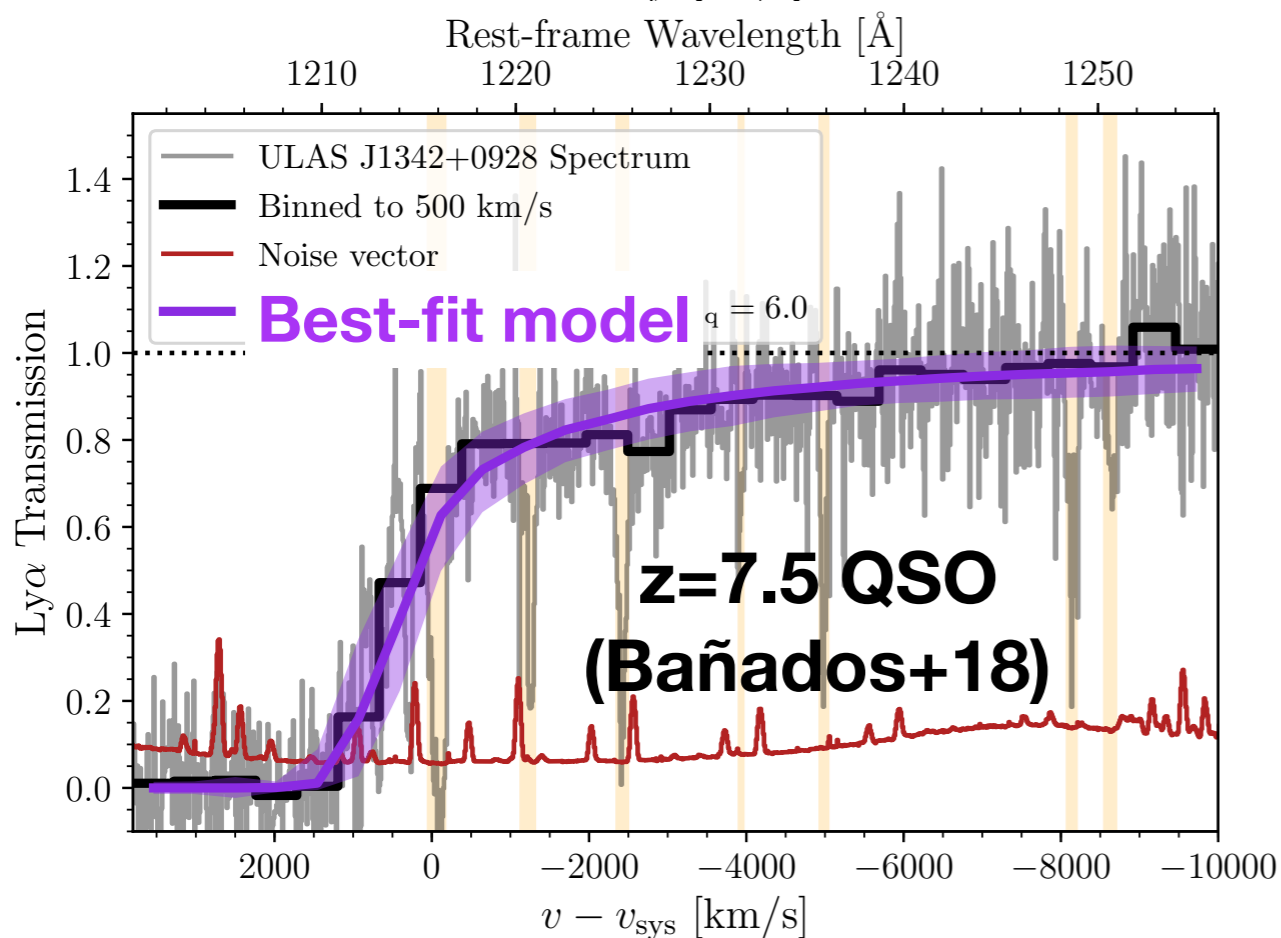 Rest-frame Wavelength [Å]
1210 1220 1230 1240 1250
ULAS J1342+0928 Spectrum
Binned to 500 km/s
Noise vector
Best-fit model q = 6.0
Lyα Transmission
1.4
1.2
1.0
0.8
0.6
0.4
0.2
0.0
z=7.5 QSO
(Bañados+18)
2000 0 −2000 −4000 −6000 −8000 −10000
v − vsys [km/s]